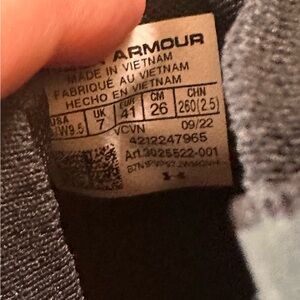 ARMOUR
MADE IN VIETNAM
FABRIQUÉ AU VIETNAM
HECHO EN VIETNAM
USA UK EUR CM CHN
W9.5 7 41 26 260(2.5)
VCVN 09/22
4212247965
Art.3025522-001